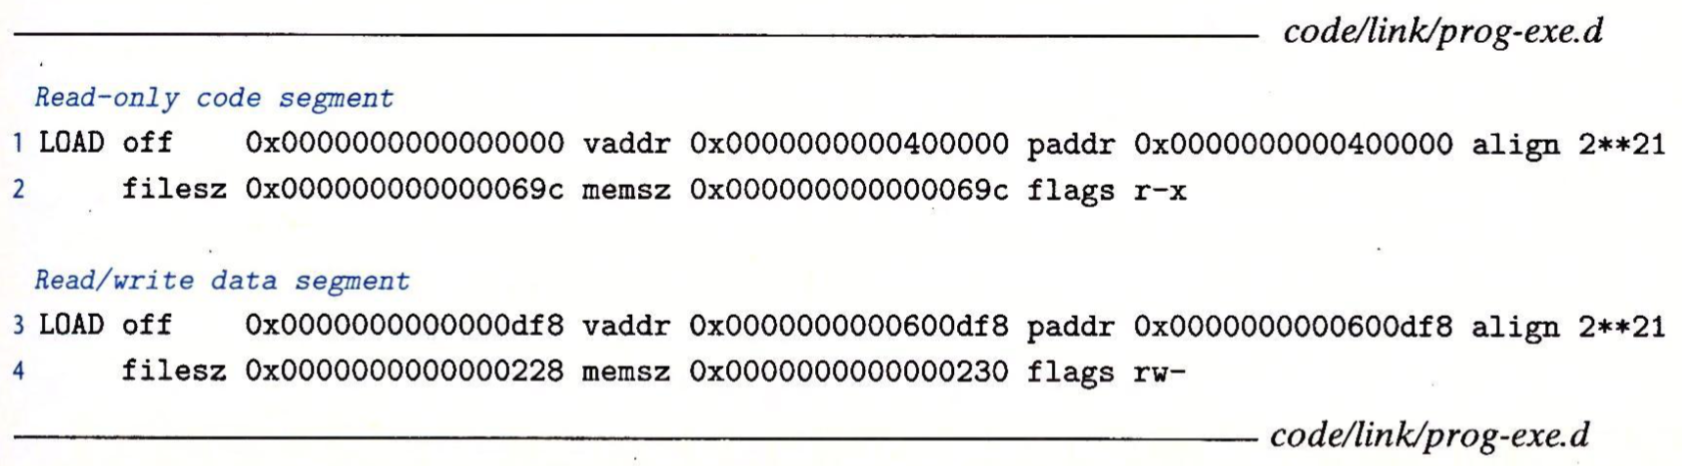 code/link/prog-exe.d
Read-only code segment
1 LOAD off 0x0000000000000000 vaddr 0x0000000000400000 paddr 0x0000000000400000 align 2**21
2 filesz 0x000000000000069c memsz 0x000000000000069c flags r-x
Read/write data segment
3 LOAD off 0x0000000000000df8 vaddr 0x0000000000600df8 paddr 0x0000000000600df8 align 2**21
4 filesz 0x0000000000000228 memsz 0x0000000000000230 flags rw-
code/link/prog-exe.d